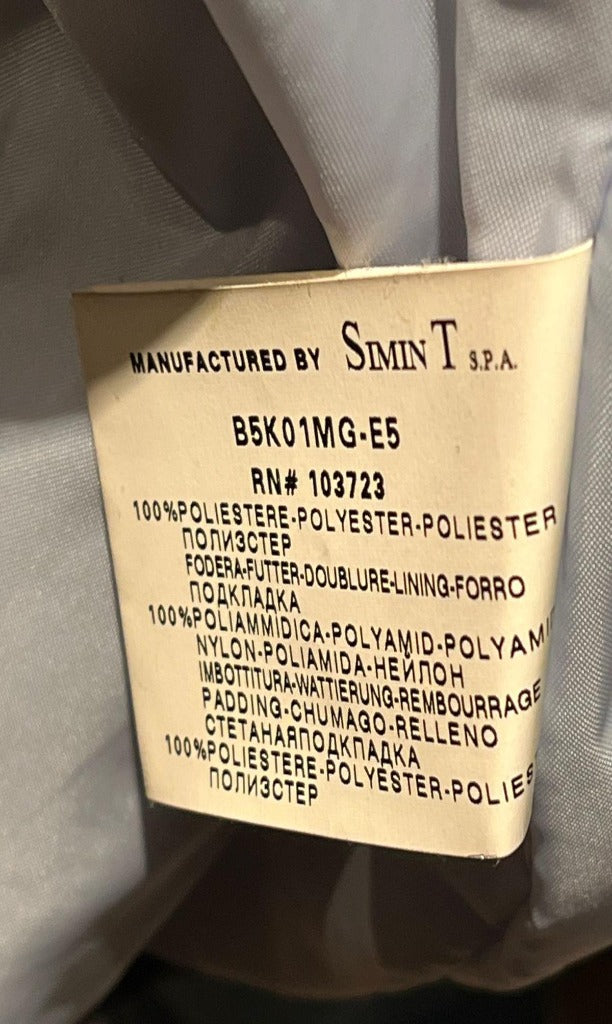 MANUFACTURED BY SIMIN T S.P.A.
B5K01MG-E5
RN# 103723
100%POLIESTERE-POLYESTER-POLIESTER
ПОЛИЭСТЕР
FODERA-FUTTER-DOUBLURE-LINING-FORRO
ПОДКЛАДКА
100%POLIAMMIDICA-POLYAMID-POLYAMI
NYLON-POLIAMIDA-НЕЙЛОН
IMBOTTITURA-WATTIERUNG-REMBOURRAGE
PADDING-CHUMAGO-RELLENO
СТЕГАНАЯПОДКЛАДКА
100%POLIESTERE-POLYESTER-POLIES
ПОЛИЭСТЕР